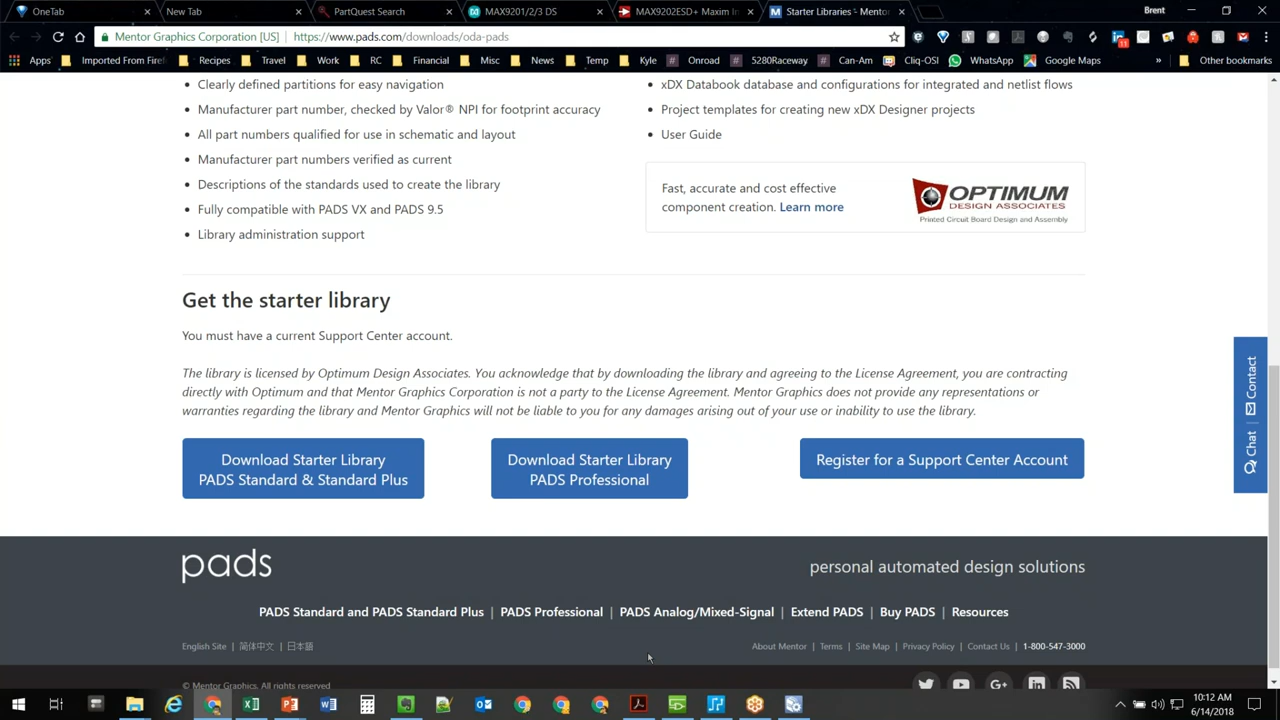 OneTab
New Tab
PartQuest Search
MAX9201/2/3 DS
MAX9202ESD+ Maxim In
Starter Libraries - Mentor
Brent
Mentor Graphics Corporation [US]
https://www.pads.com/downloads/oda-pads
Apps
Imported From Firef
Recipes
Travel
Work
RC
Financial
Misc
News
Temp
Kyle
Onroad
5280Raceway
Can-Am
Cliq-OSI
WhatsApp
Google Maps
»
Other bookmarks
Clearly defined partitions for easy navigation
Manufacturer part number, checked by Valor® NPI for footprint accuracy
All part numbers qualified for use in schematic and layout
Manufacturer part numbers verified as current
Descriptions of the standards used to create the library
Fully compatible with PADS VX and PADS 9.5
Library administration support
xDX Databook database and configurations for integrated and netlist flows
Project templates for creating new xDX Designer projects
User Guide
Fast, accurate and cost effective
component creation. Learn more
OPTIMUM
DESIGN ASSOCIATES
Printed Circuit Board Design and Assembly
Get the starter library
You must have a current Support Center account.
The library is licensed by Optimum Design Associates. You acknowledge that by downloading the library and agreeing to the License Agreement, you are contracting
directly with Optimum and that Mentor Graphics Corporation is not a party to the License Agreement. Mentor Graphics does not provide any representations or
warranties regarding the library and Mentor Graphics will not be liable to you for any damages arising out of your use or inability to use the library.
Download Starter Library
PADS Standard & Standard Plus
Download Starter Library
PADS Professional
Register for a Support Center Account
Contact
Chat
pads
personal automated design solutions
PADS Standard and PADS Standard Plus | PADS Professional | PADS Analog/Mixed-Signal | Extend PADS | Buy PADS | Resources
English Site | 简体中文 | 日本語
About Mentor | Terms | Site Map | Privacy Policy | Contact Us | 1-800-547-3000
© Mentor Graphics. All rights reserved
10:12 AM
6/14/2018